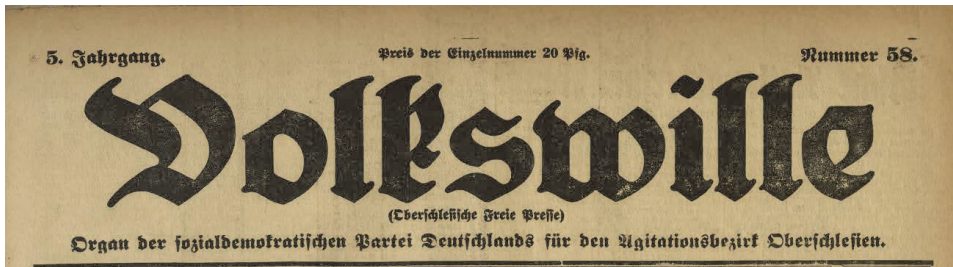 5. Jahrgang. Preis der Einzelnummer 20 Pfg. Nummer 58.
Volkswille
(Oberschlesische Freie Presse)
Organ der sozialdemokratischen Partei Deutschlands für den Agitationsbezirk Oberschlesien.